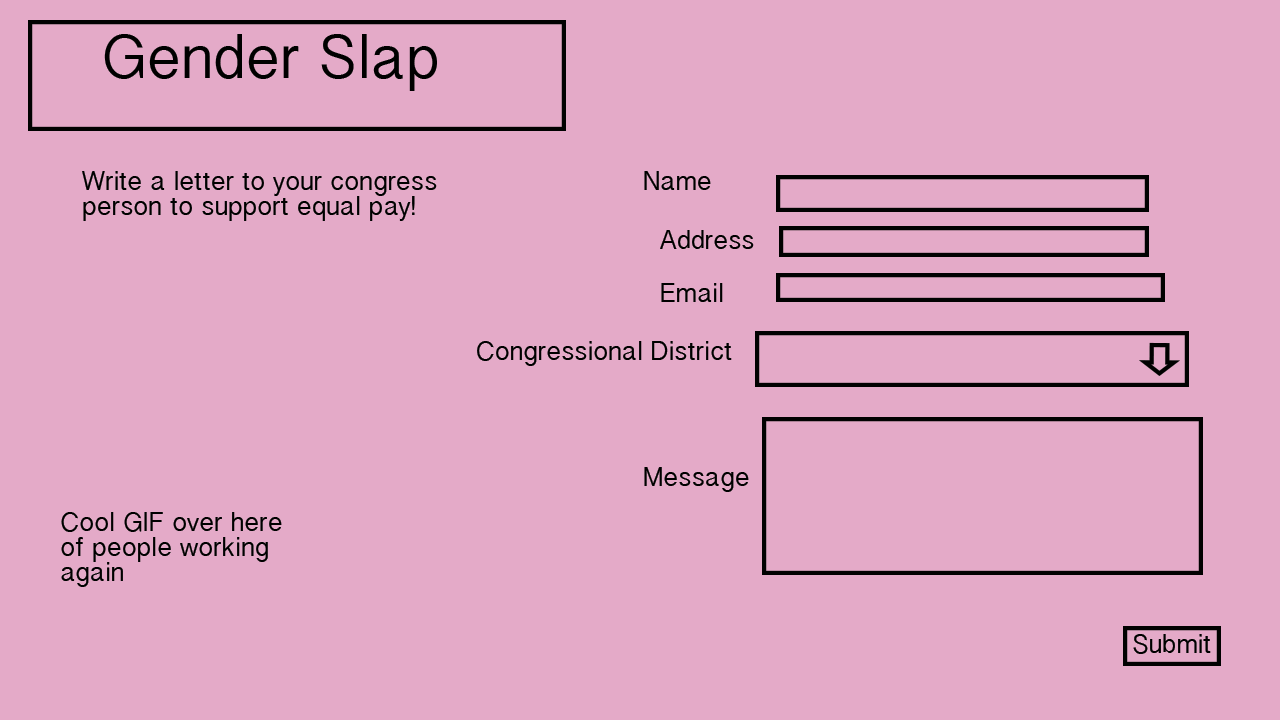 Gender Slap
Write a letter to your congress
person to support equal pay!
Name
Address
Email
Congressional District
Message
Cool GIF over here
of people working
again
Submit